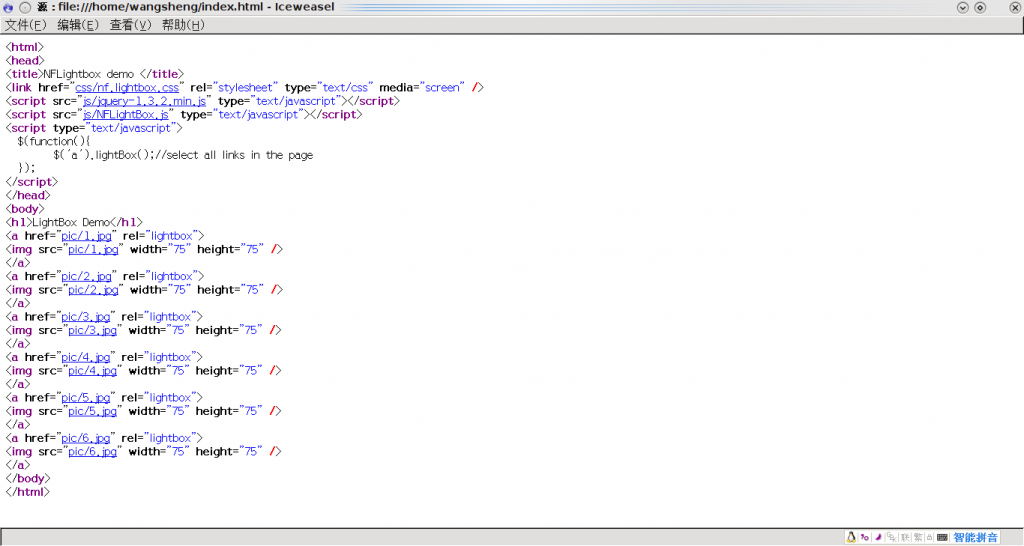 源 : file:///home/wangsheng/index.html - Iceweasel
文件(F) 编辑(E) 查看(V) 帮助(H)
<html>
<head>
<title>NFLightbox demo </title>
<link href="css/nf.lightbox.css" rel="stylesheet" type="text/css" media="screen" />
<script src="js/jquery-1.3.2.min.js" type="text/javascript"></script>
<script src="js/NFLightBox.js" type="text/javascript"></script>
<script type="text/javascript">
$(function(){
$('a').lightBox();//select all links in the page
});
</script>
</head>
<body>
<h1>LightBox Demo</h1>
<a href="pic/1.jpg" rel="lightbox">
<img src="pic/1.jpg" width="75" height="75" />
</a>
<a href="pic/2.jpg" rel="lightbox">
<img src="pic/2.jpg" width="75" height="75" />
</a>
<a href="pic/3.jpg" rel="lightbox">
<img src="pic/3.jpg" width="75" height="75" />
</a>
<a href="pic/4.jpg" rel="lightbox">
<img src="pic/4.jpg" width="75" height="75" />
</a>
<a href="pic/5.jpg" rel="lightbox">
<img src="pic/5.jpg" width="75" height="75" />
</a>
<a href="pic/6.jpg" rel="lightbox">
<img src="pic/6.jpg" width="75" height="75" />
</a>
</body>
</html>
联 繁 智能拼音